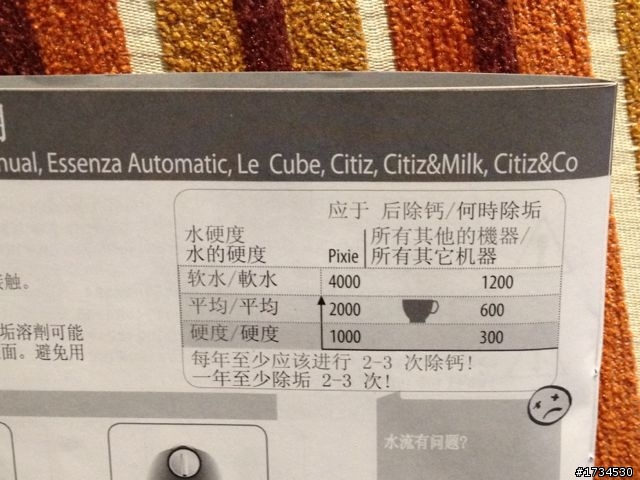 nual, Essenza Automatic, Le Cube, Citiz, Citiz&Milk, Citiz&Co
应于 后除钙/何時除垢
水硬度 所有其他的機器/
水的硬度 Pixie 所有其它机器
软水/軟水 4000 1200
平均/平均 2000 600
硬度/硬度 1000 300
每年至少应该进行 2-3 次除钙!
一年至少除垢 2-3 次!
接触。
垢溶劑可能
面。避免用
水流有问题?
#1734530